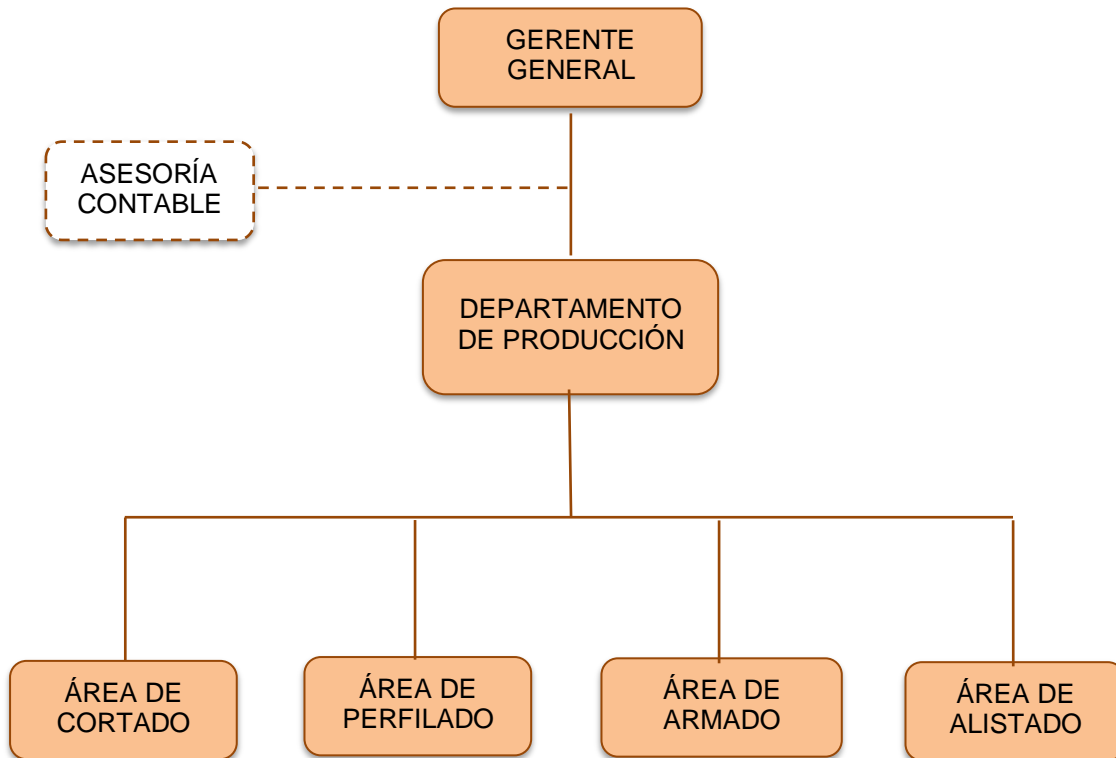 GERENTE
GENERAL
ASESORÍA
CONTABLE
DEPARTAMENTO
DE PRODUCCIÓN
ÁREA DE
CORTADO
ÁREA DE
PERFILADO
ÁREA DE
ARMADO
ÁREA DE
ALISTADO